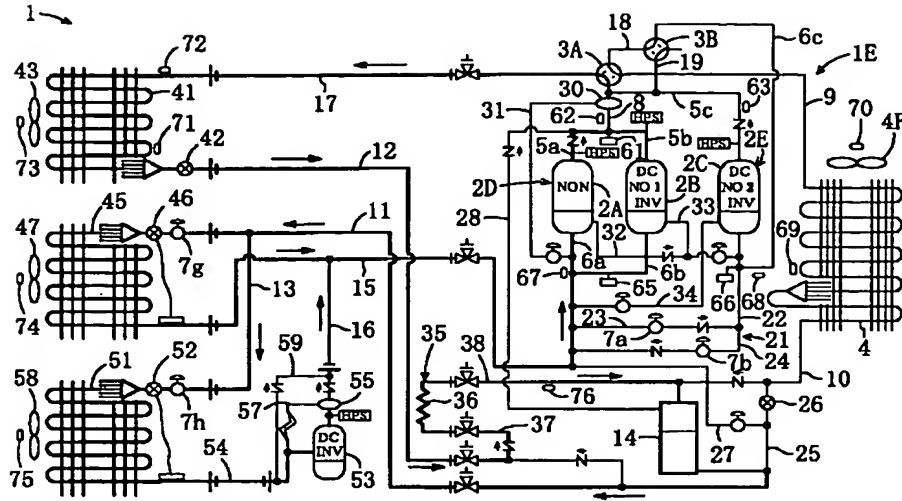 1
72
18
3A
3B
6c
1E
43
41
17
31
30
8
19
63
9
70
4F
62
HPS
5c
71
42
73
12
5a
HPS
61
5b
HPS
2E
2D
NON
2A
DC
NO 1
INV
2B
2C
DC
NO 2
INV
46
45
47
11
28
32
33
69
7g
67
6a
6b
65
66
68
74
13
15
34
22
16
23
7a
21
52
51
59
35
38
7b
24
4
58
55
36
76
10
7h
57
HPS
37
26
14
27
25
75
54
DC
INV
53